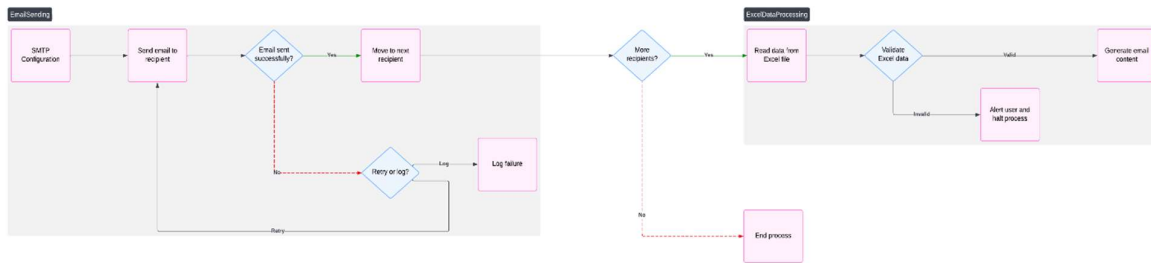 EmailSending
ExcelDataProcessing
SMTP
Configuration
Send email to
recipient
Email sent
successfully?
Yes
Move to next
recipient
More
recipients?
Yes
Read data from
Excel file
Validate
Excel data
Valid
Generate email
content
Invalid
Alert user and
halt process
No
Retry or log?
Log
Log failure
Retry
No
End process